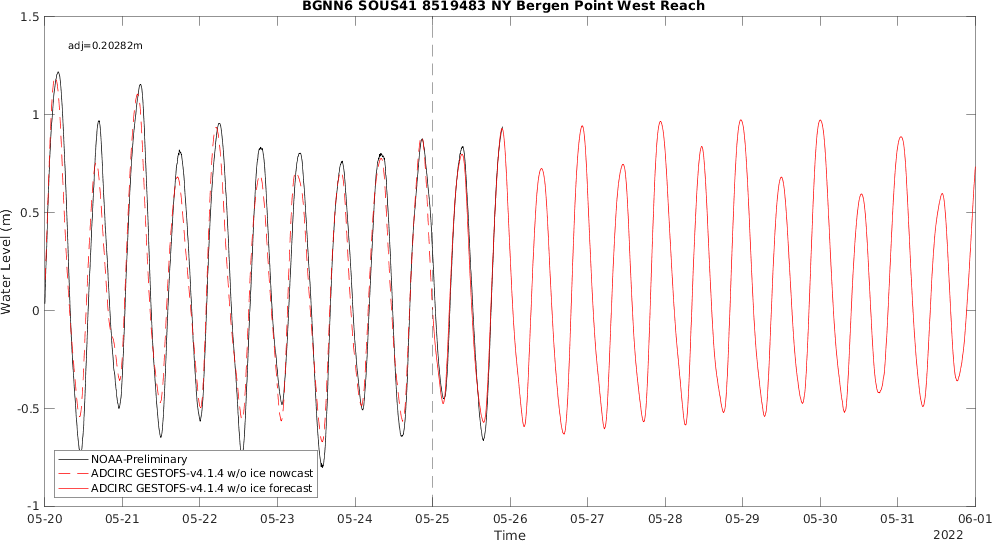 BGNN6 SOUS41 8519483 NY Bergen Point West Reach
1.5
adj=0.20282m
1
0.5
Water Level (m)
0
-0.5
NOAA-Preliminary
ADCIRC GESTOFS-v4.1.4 w/o ice nowcast
ADCIRC GESTOFS-v4.1.4 w/o ice forecast
-1
05-20 05-21 05-22 05-23 05-24 05-25 05-26 05-27 05-28 05-29 05-30 05-31 06-01
Time
2022